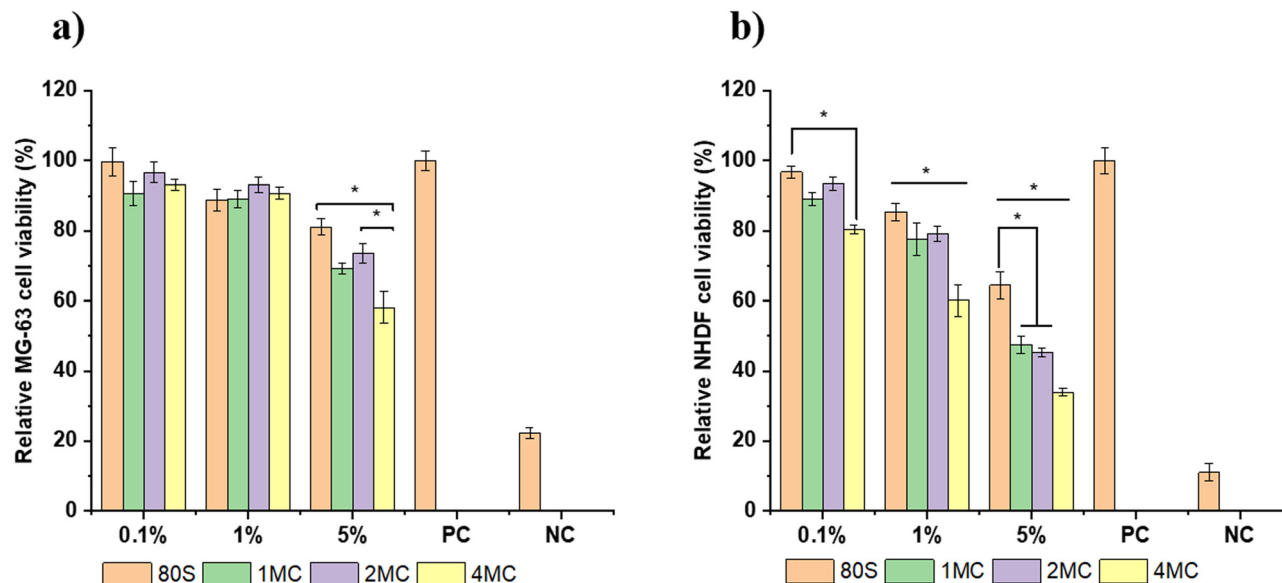 a)
Relative MG-63 cell viability (%)
120
100
80
60
40
20
0
* 
*
0.1% 1% 5% PC NC
80S 1MC 2MC 4MC
b)
Relative NHDF cell viability (%)
120
100
80
60
40
20
0
*
*
*
*
0.1% 1% 5% PC NC
80S 1MC 2MC 4MC